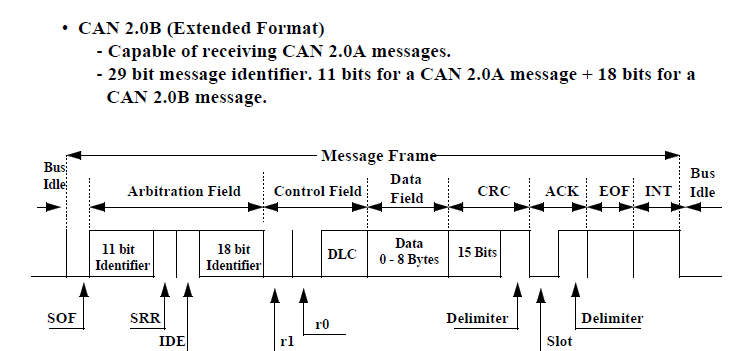 • CAN 2.0B (Extended Format)
- Capable of receiving CAN 2.0A messages.
- 29 bit message identifier. 11 bits for a CAN 2.0A message + 18 bits for a
CAN 2.0B message.
Message Frame
Bus
Idle
Arbitration Field
Control Field
Data
Field
CRC
ACK
EOF
INT
Bus
Idle
11 bit
Identifier
18 bit
Identifier
DLC
Data
0 - 8 Bytes
15 Bits
SOF
SRR
IDE
r1
r0
Delimiter
Slot
Delimiter